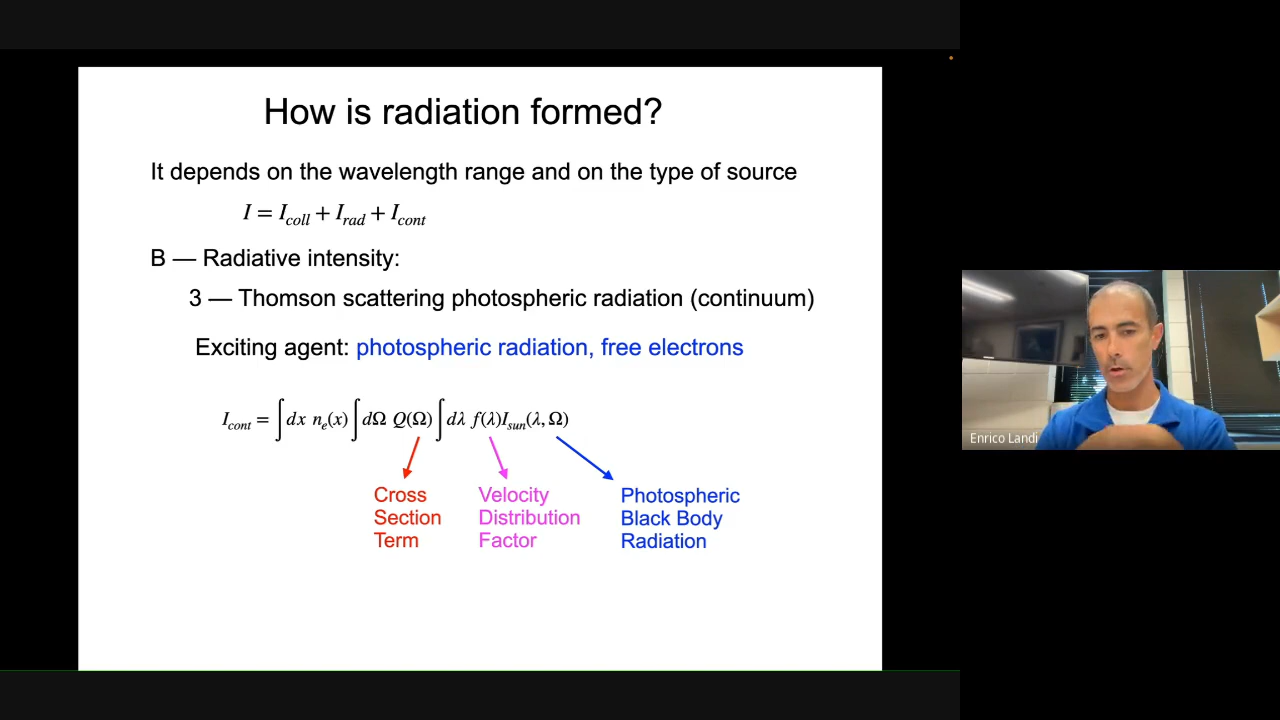 How is radiation formed?
It depends on the wavelength range and on the type of source
I = I_coll + I_rad + I_cont
B — Radiative intensity:
3 — Thomson scattering photospheric radiation (continuum)
Exciting agent: photospheric radiation, free electrons
I_cont = ∫dx n_e(x)∫dΩ Q(Ω)∫dλ f(λ)I_sun(λ, Ω)
Cross
Section
Term
Velocity
Distribution
Factor
Photospheric
Black Body
Radiation
Enrico Landi